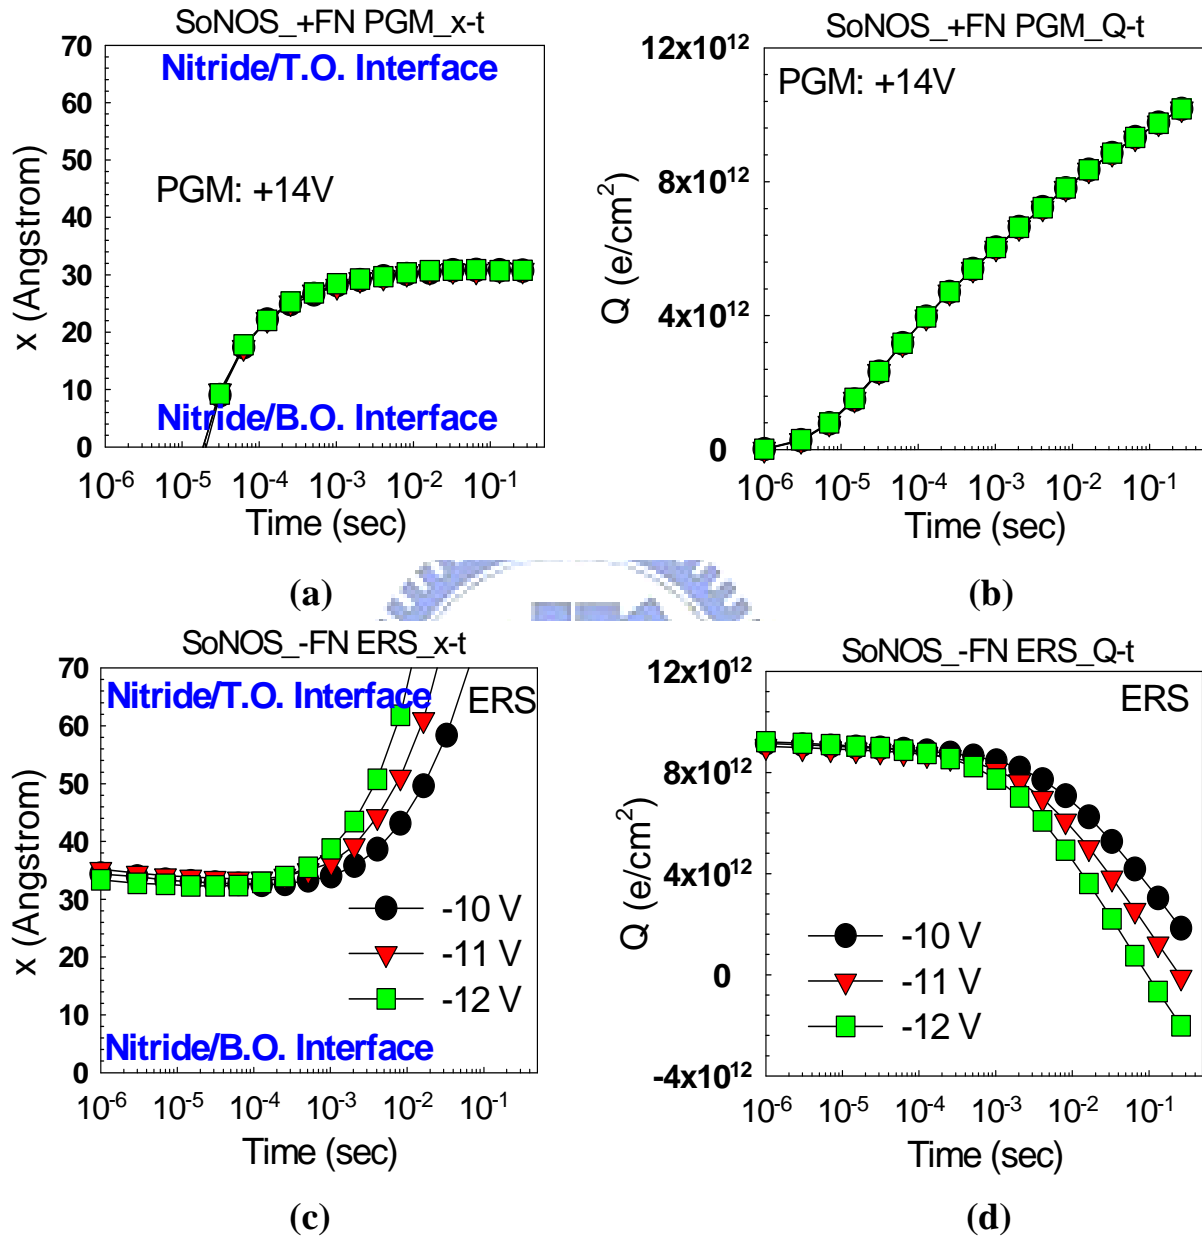 SoNOS_+FN PGM_x-t
70
60
50
40
30
20
10
0
x (Angstrom)
Nitride/T.O. Interface
PGM: +14V
Nitride/B.O. Interface
10-6 10-5 10-4 10-3 10-2 10-1
Time (sec)
(a)
SoNOS_+FN PGM_Q-t
12x1012
8x1012
4x1012
0
Q (e/cm2)
PGM: +14V
10-6 10-5 10-4 10-3 10-2 10-1
Time (sec)
(b)
SoNOS_-FN ERS_x-t
70
60
50
40
30
20
10
0
x (Angstrom)
Nitride/T.O. Interface
ERS
-10 V
-11 V
-12 V
Nitride/B.O. Interface
10-6 10-5 10-4 10-3 10-2 10-1
Time (sec)
(c)
SoNOS_-FN ERS_Q-t
12x1012
8x1012
4x1012
0
-4x1012
Q (e/cm2)
ERS
-10 V
-11 V
-12 V
10-6 10-5 10-4 10-3 10-2 10-1
Time (sec)
(d)